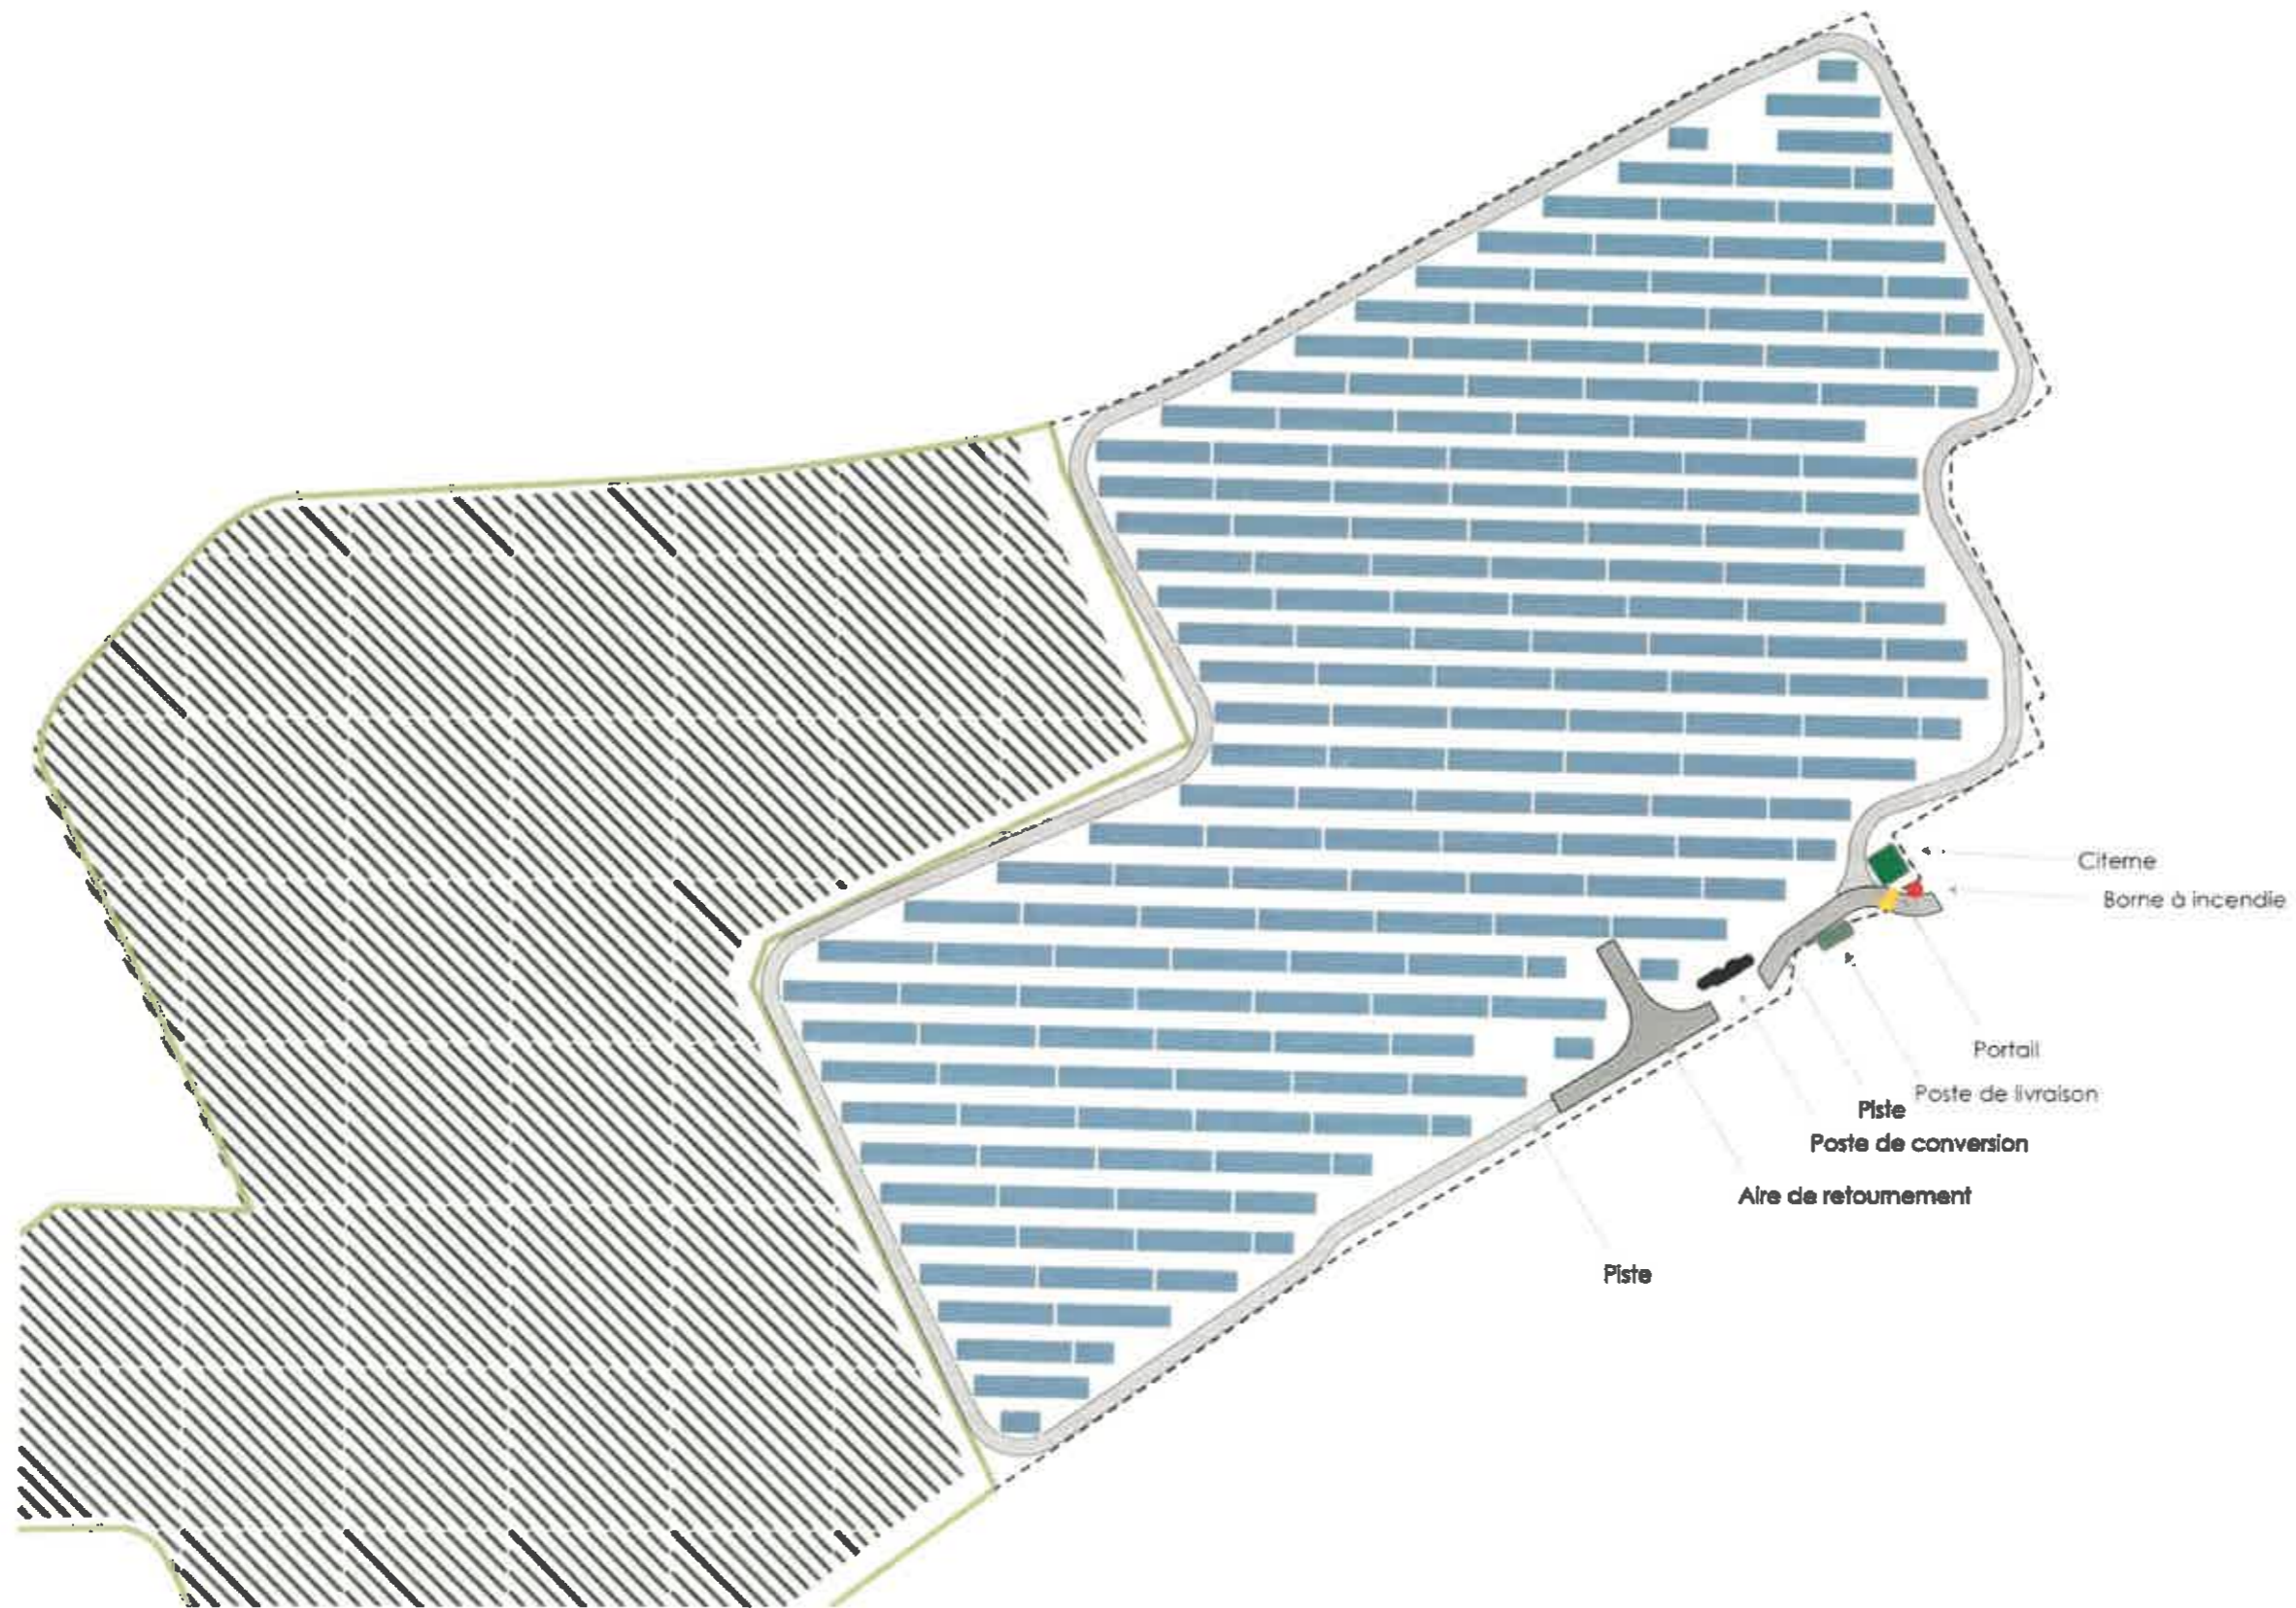 Citerne
Borne à incendie
Portail
Poste de livraison
Piste
Poste de conversion
Aire de retournement
Piste